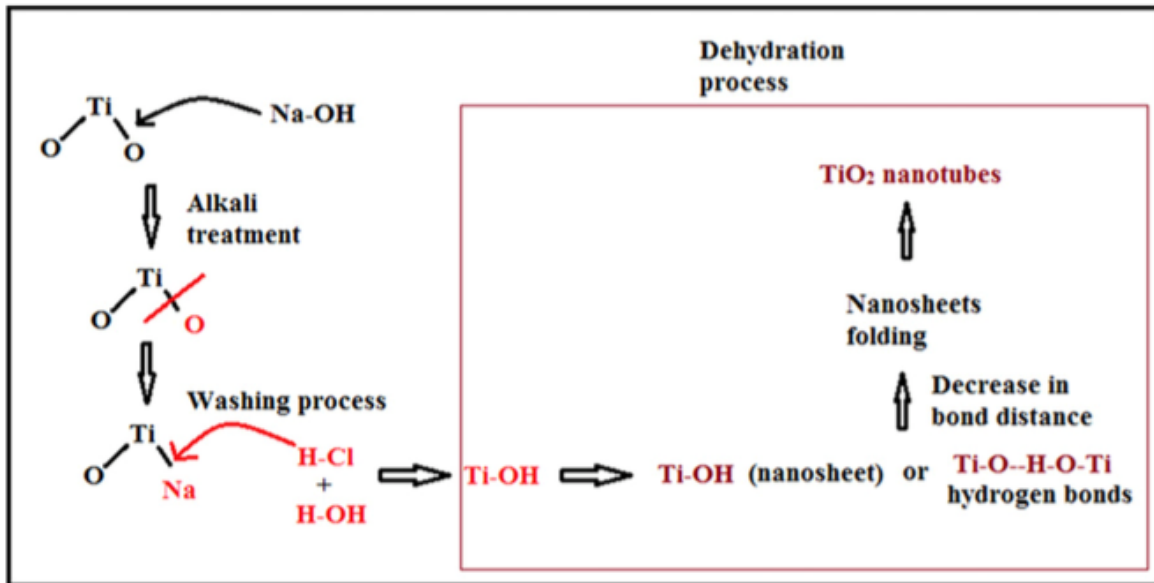 Dehydration
process
Ti
O
O
Na-OH
Alkali
treatment
Ti
O
O
Washing process
Ti
O
Na
H-Cl
+
H-OH
Ti-OH
Ti-OH (nanosheet) or Ti-O--H-O-Ti
hydrogen bonds
Decrease in
bond distance
Nanosheets
folding
TiO₂ nanotubes